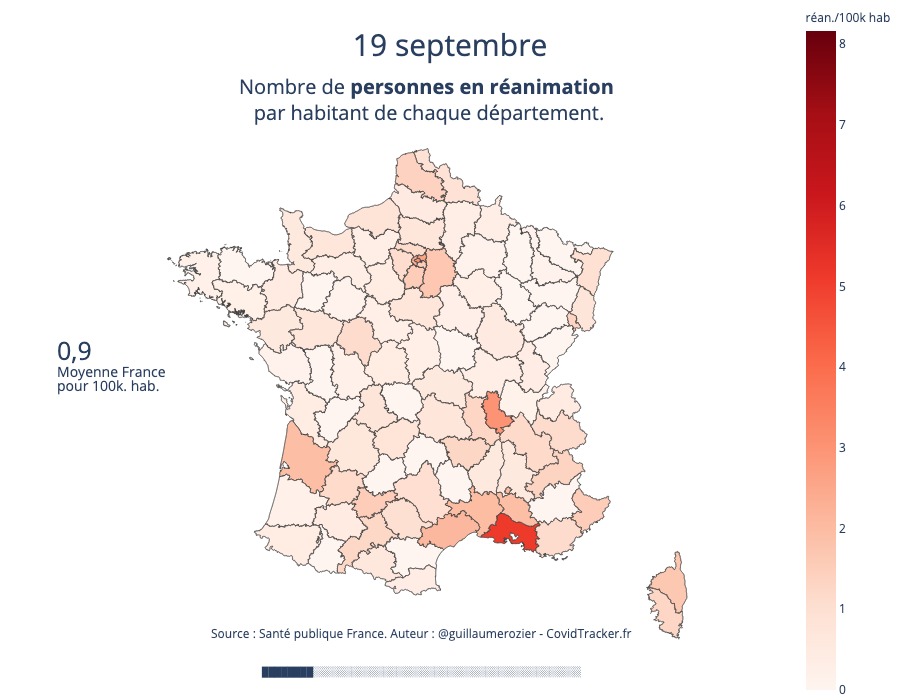 réan./100k hab
19 septembre
Nombre de personnes en réanimation
par habitant de chaque département.
8
7
6
5
4
3
2
1
0
0,9
Moyenne France
pour 100k. hab.
Source : Santé publique France. Auteur : @guillaumerozier - CovidTracker.fr